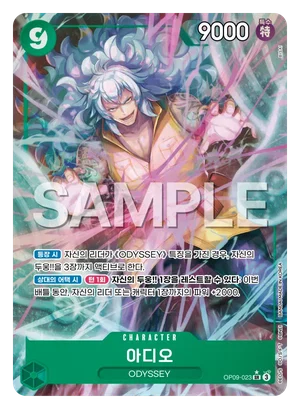 9
9000
특수
特
SAMPLE
등장 시 자신의 리더가 《ODYSSEY》 특징을 가진 경우, 자신의
두웅!!을 3장까지 액티브로 한다.
상대의 어택 시 턴 1회 자신의 두웅!! 1장을 레스트할 수 있다: 이번
배틀 동안, 자신의 리더 또는 캐릭터 1장까지의 파워 +2000.
CHARACTER
아디오
ODYSSEY
OP09-023 SR 3